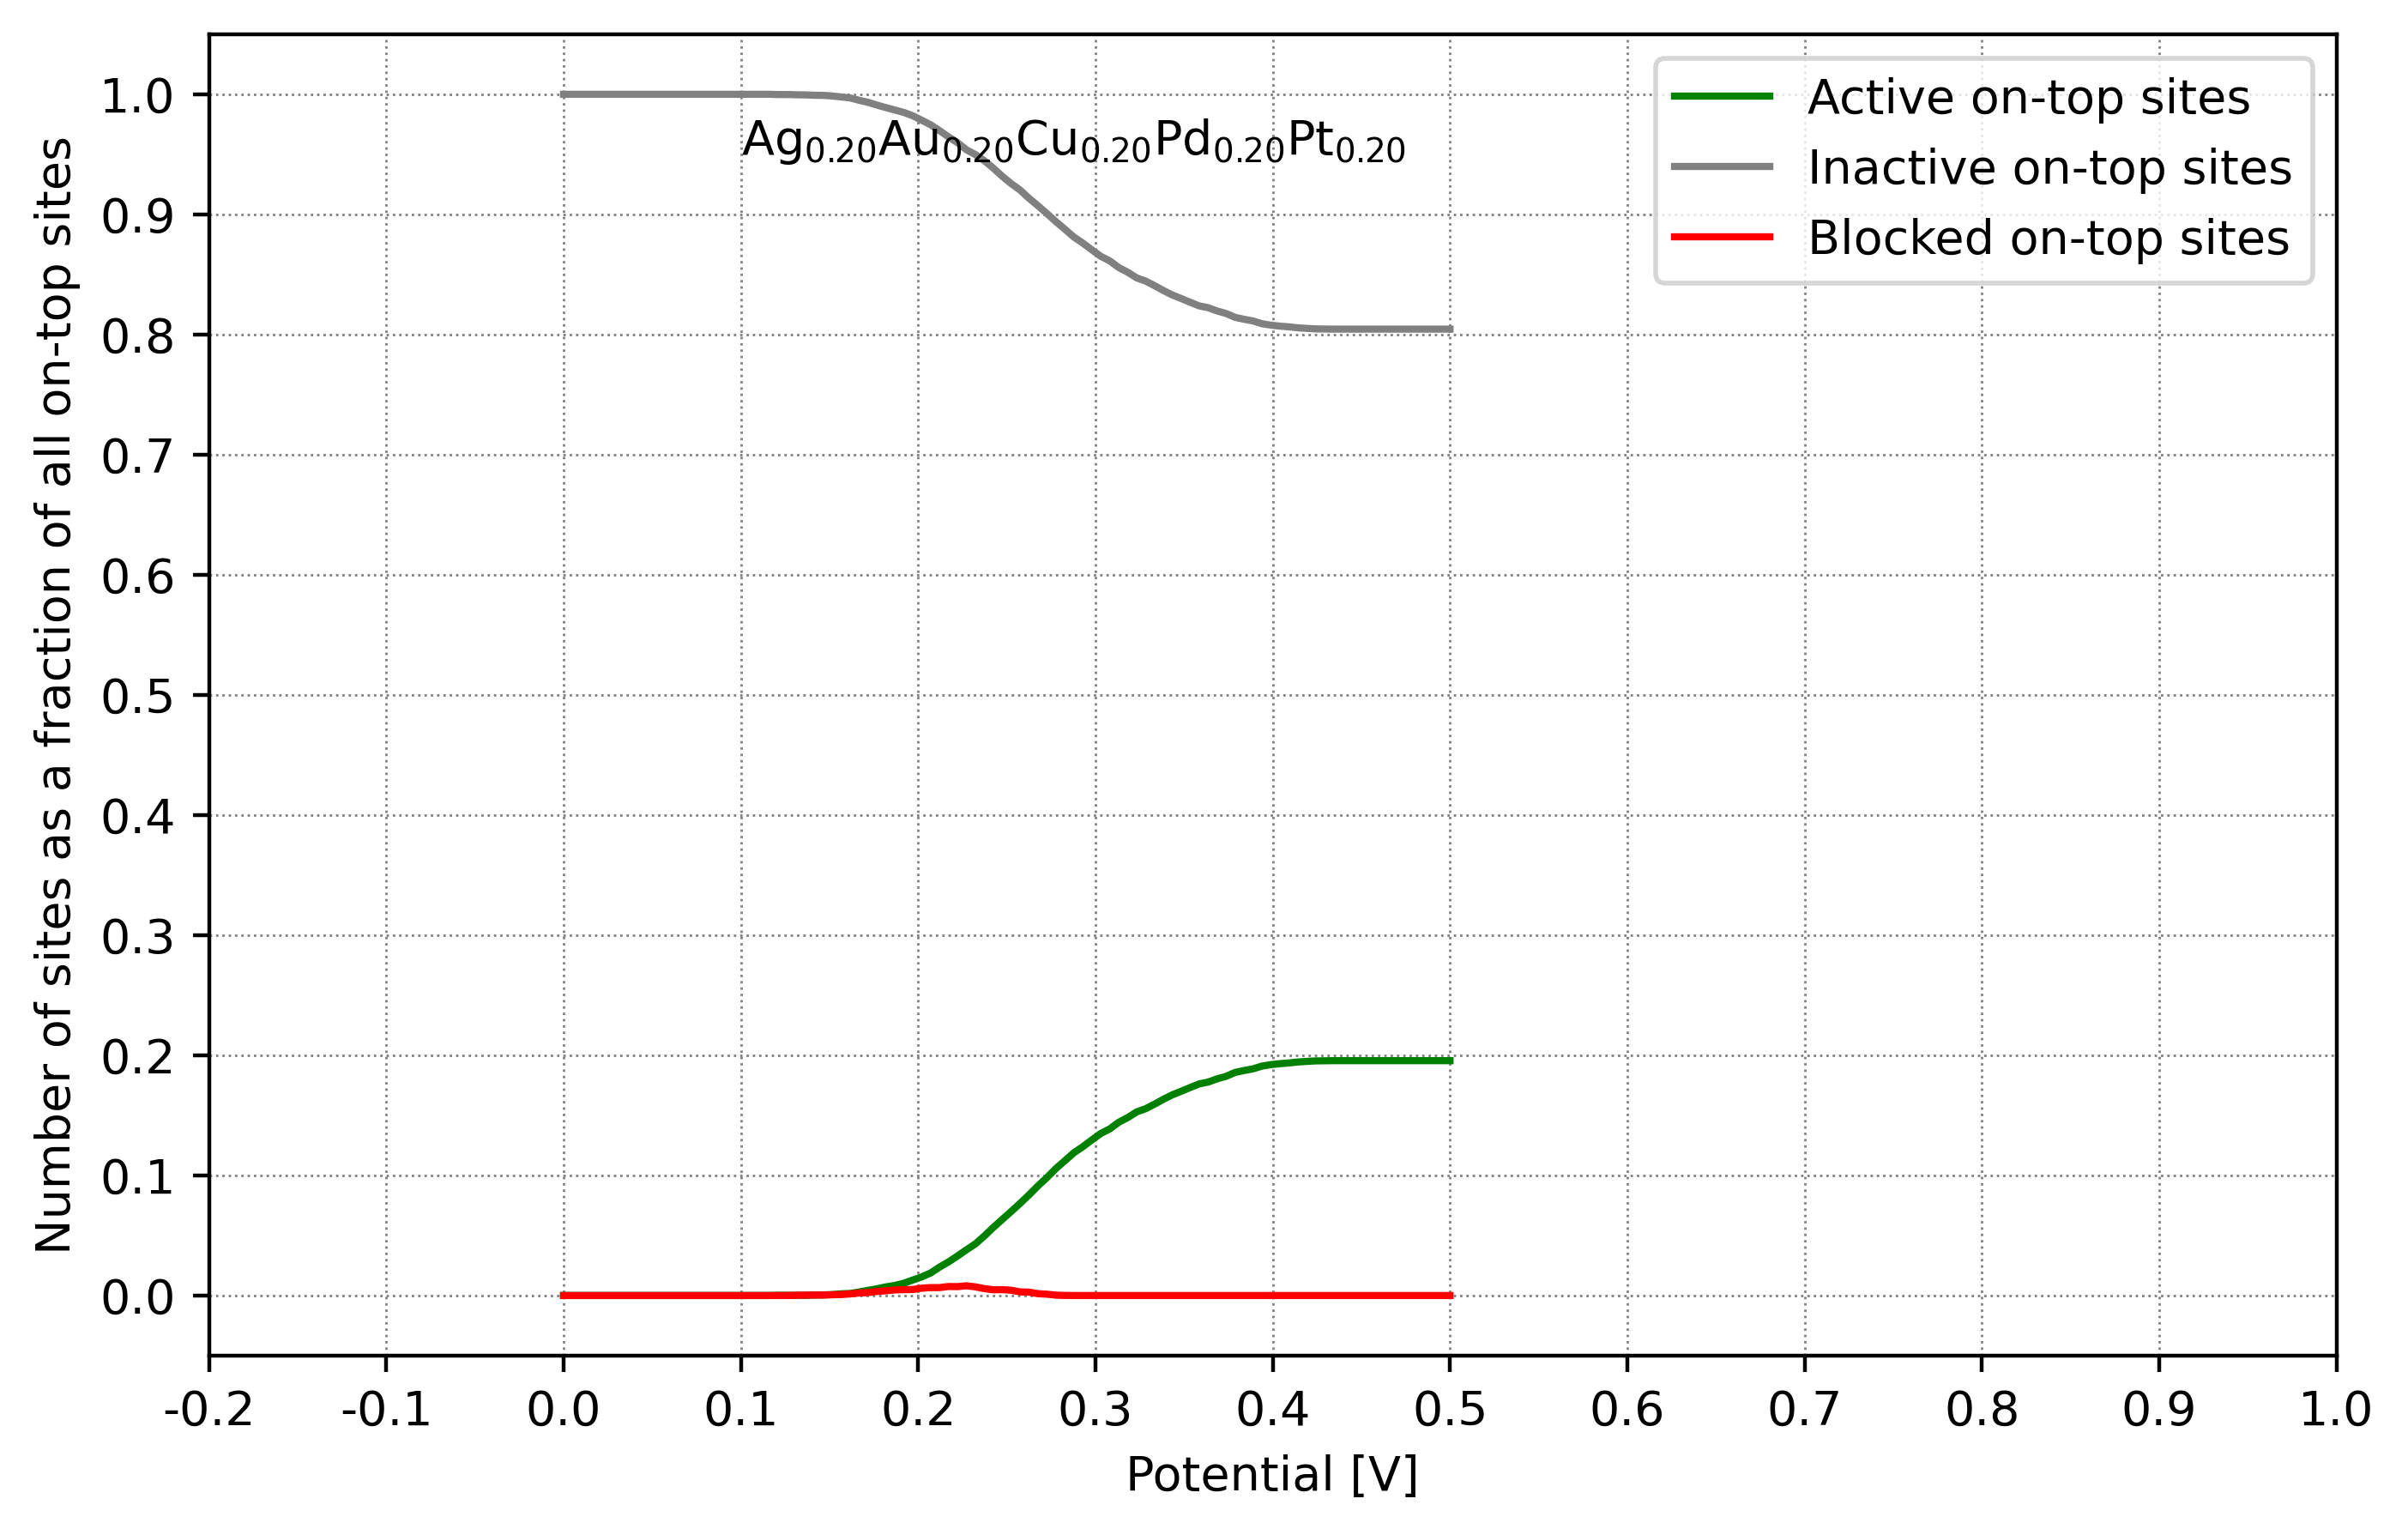 Number of sites as a fraction of all on-top sites
1.0
0.9
0.8
0.7
0.6
0.5
0.4
0.3
0.2
0.1
0.0
Ag0.20Au0.20Cu0.20Pd0.20Pt0.20
Active on-top sites
Inactive on-top sites
Blocked on-top sites
-0.2 -0.1 0.0 0.1 0.2 0.3 0.4 0.5 0.6 0.7 0.8 0.9 1.0
Potential [V]